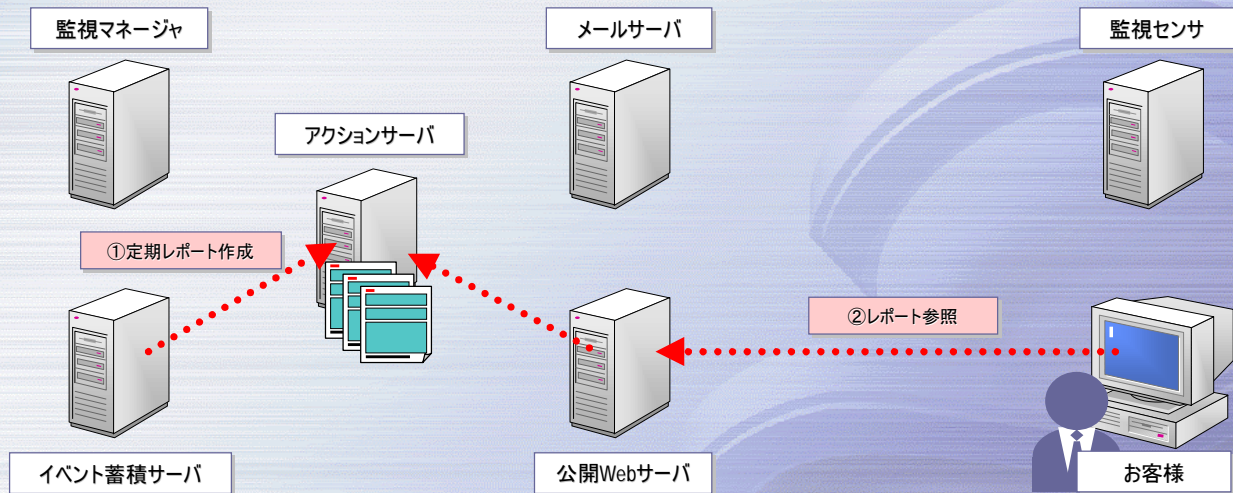 監視マネージャ
メールサーバ
監視センサ
アクションサーバ
①定期レポート作成
②レポート参照
イベント蓄積サーバ
公開Webサーバ
お客様